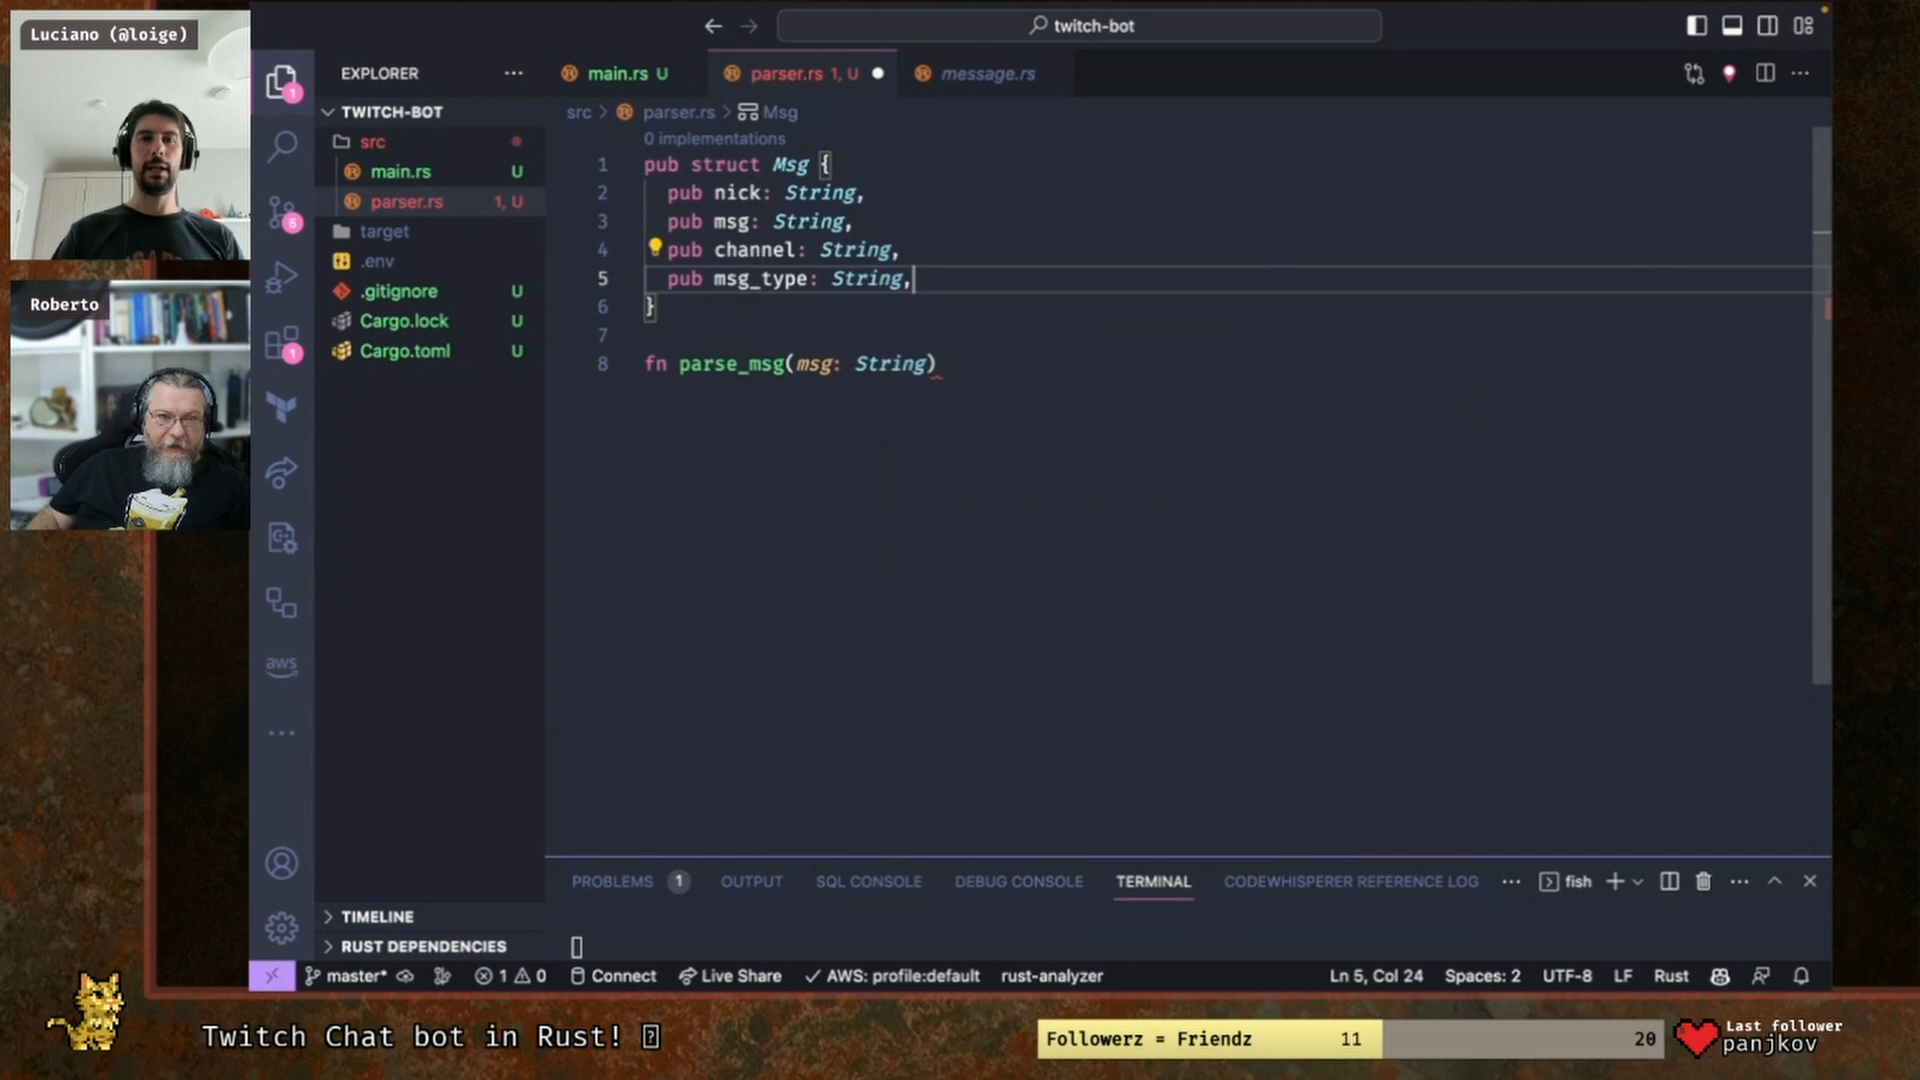 Luciano (@loige)
Roberto
twitch-bot
EXPLORER
main.rs U
parser.rs 1, U
message.rs
TWITCH-BOT
src
main.rs U
parser.rs 1, U
target
.env
.gitignore U
Cargo.lock U
Cargo.toml U
TIMELINE
RUST DEPENDENCIES
1
5
1
aws
src > parser.rs > Msg
0 implementations
1 pub struct Msg {
2 pub nick: String,
3 pub msg: String,
4 pub channel: String,
5 pub msg_type: String,
6 }
7
8 fn parse_msg(msg: String)
PROBLEMS 1 OUTPUT SQL CONSOLE DEBUG CONSOLE TERMINAL CODEWHISPERER REFERENCE LOG fish
master* 1 0 Connect Live Share AWS: profile:default rust-analyzer Ln 5, Col 24 Spaces: 2 UTF-8 LF Rust
Twitch Chat bot in Rust!
Followerz = Friendz 11 20
Last follower
panjkov